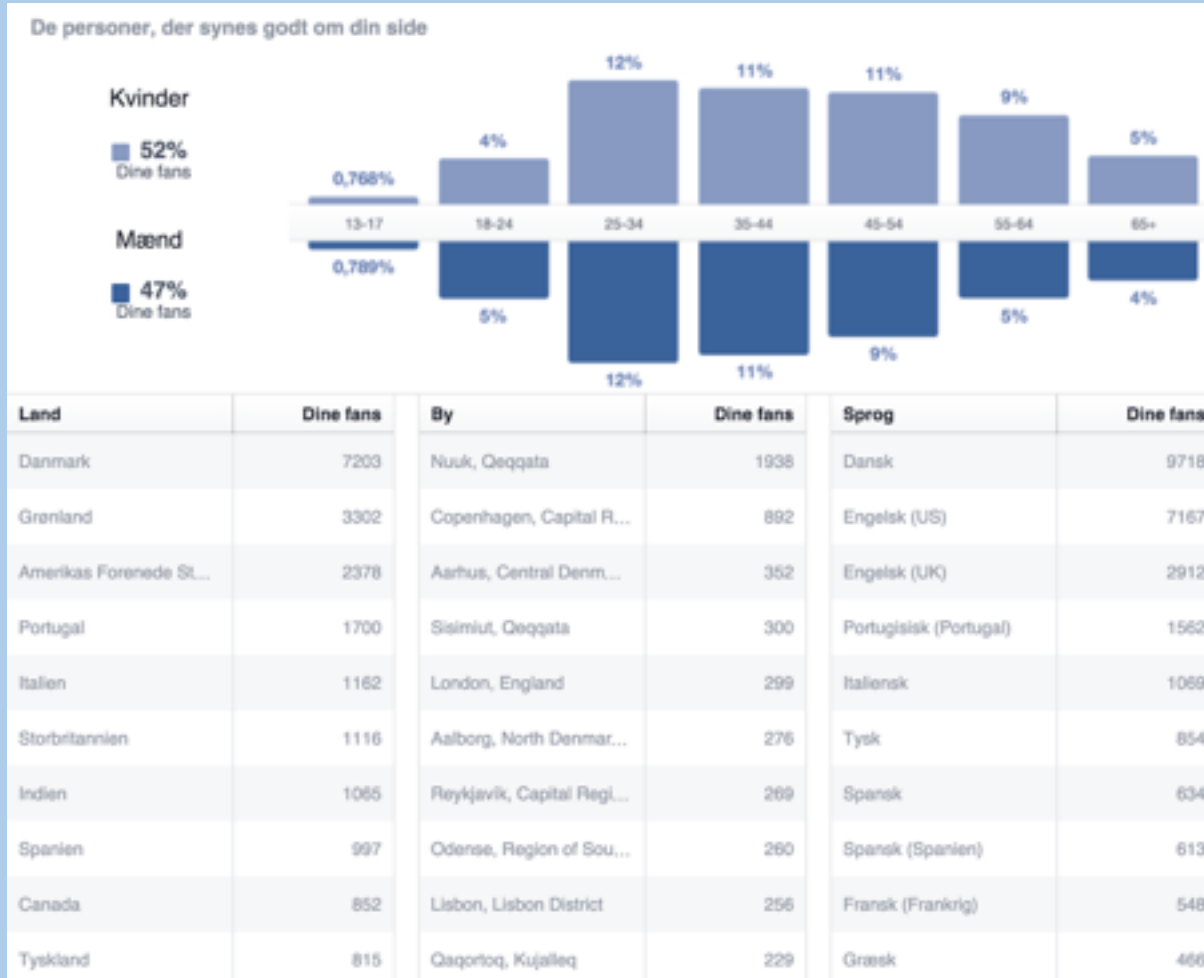 De personer, der synes godt om din side
Kvinder
52%
Dine fans
Mænd
47%
Dine fans
0,768% 4% 12% 11% 11% 9% 5%
13-17 18-24 25-34 35-44 45-54 55-64 65+
0,789% 5% 12% 11% 9% 5% 4%
Land Dine fans By Dine fans Sprog Dine fans
Danmark 7203 Nuuk, Qeqqata 1938 Dansk 9718
Grønland 3302 Copenhagen, Capital R... 892 Engelsk (US) 7167
Amerikas Forenede St... 2378 Aarhus, Central Denm... 352 Engelsk (UK) 2912
Portugal 1700 Sisimiut, Qeqqata 300 Portugisisk (Portugal) 1562
Italien 1162 London, England 299 Italiensk 1069
Storbritannien 1116 Aalborg, North Denmar... 276 Tysk 854
Indien 1065 Reykjavík, Capital Regi... 269 Spansk 634
Spanien 997 Odense, Region of Sou... 260 Spansk (Spanien) 613
Canada 852 Lisbon, Lisbon District 256 Fransk (Frankrig) 548
Tyskland 815 Qaqortoq, Kujalleq 229 Græsk